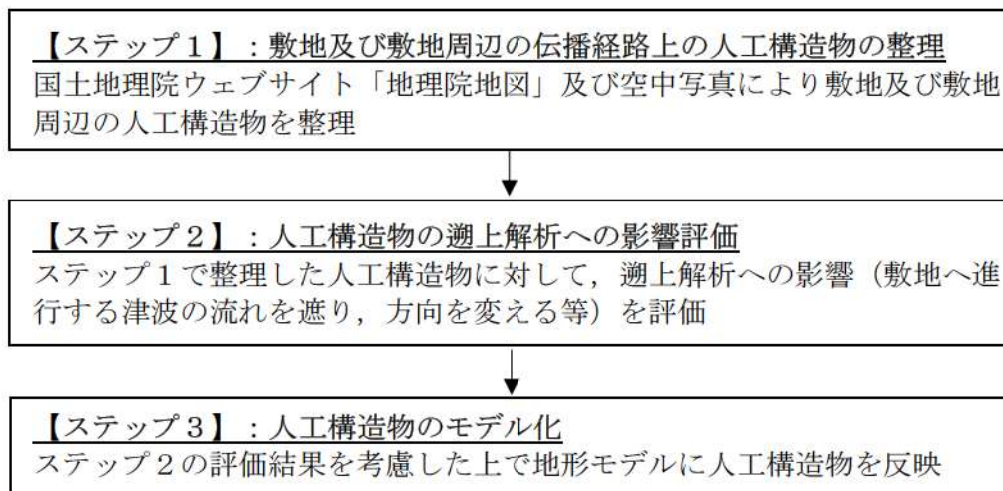 【ステップ１】：敷地及び敷地周辺の伝播経路上の人工構造物の整理
国土地理院ウェブサイト「地理院地図」及び空中写真により敷地及び敷地
周辺の人工構造物を整理
【ステップ２】：人工構造物の遡上解析への影響評価
ステップ１で整理した人工構造物に対して，遡上解析への影響（敷地へ進
行する津波の流れを遮り，方向を変える等）を評価
【ステップ３】：人工構造物のモデル化
ステップ２の評価結果を考慮した上で地形モデルに人工構造物を反映